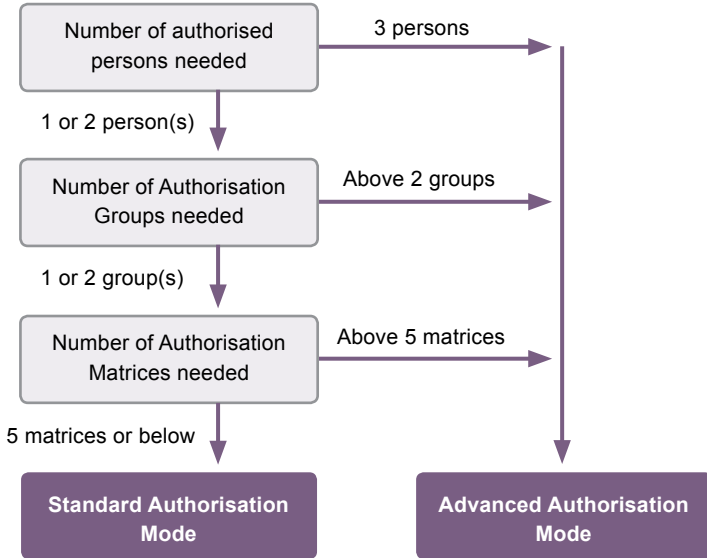 Number of authorised
persons needed
3 persons
1 or 2 person(s)
Number of Authorisation
Groups needed
Above 2 groups
1 or 2 group(s)
Number of Authorisation
Matrices needed
Above 5 matrices
5 matrices or below
Standard Authorisation
Mode
Advanced Authorisation
Mode